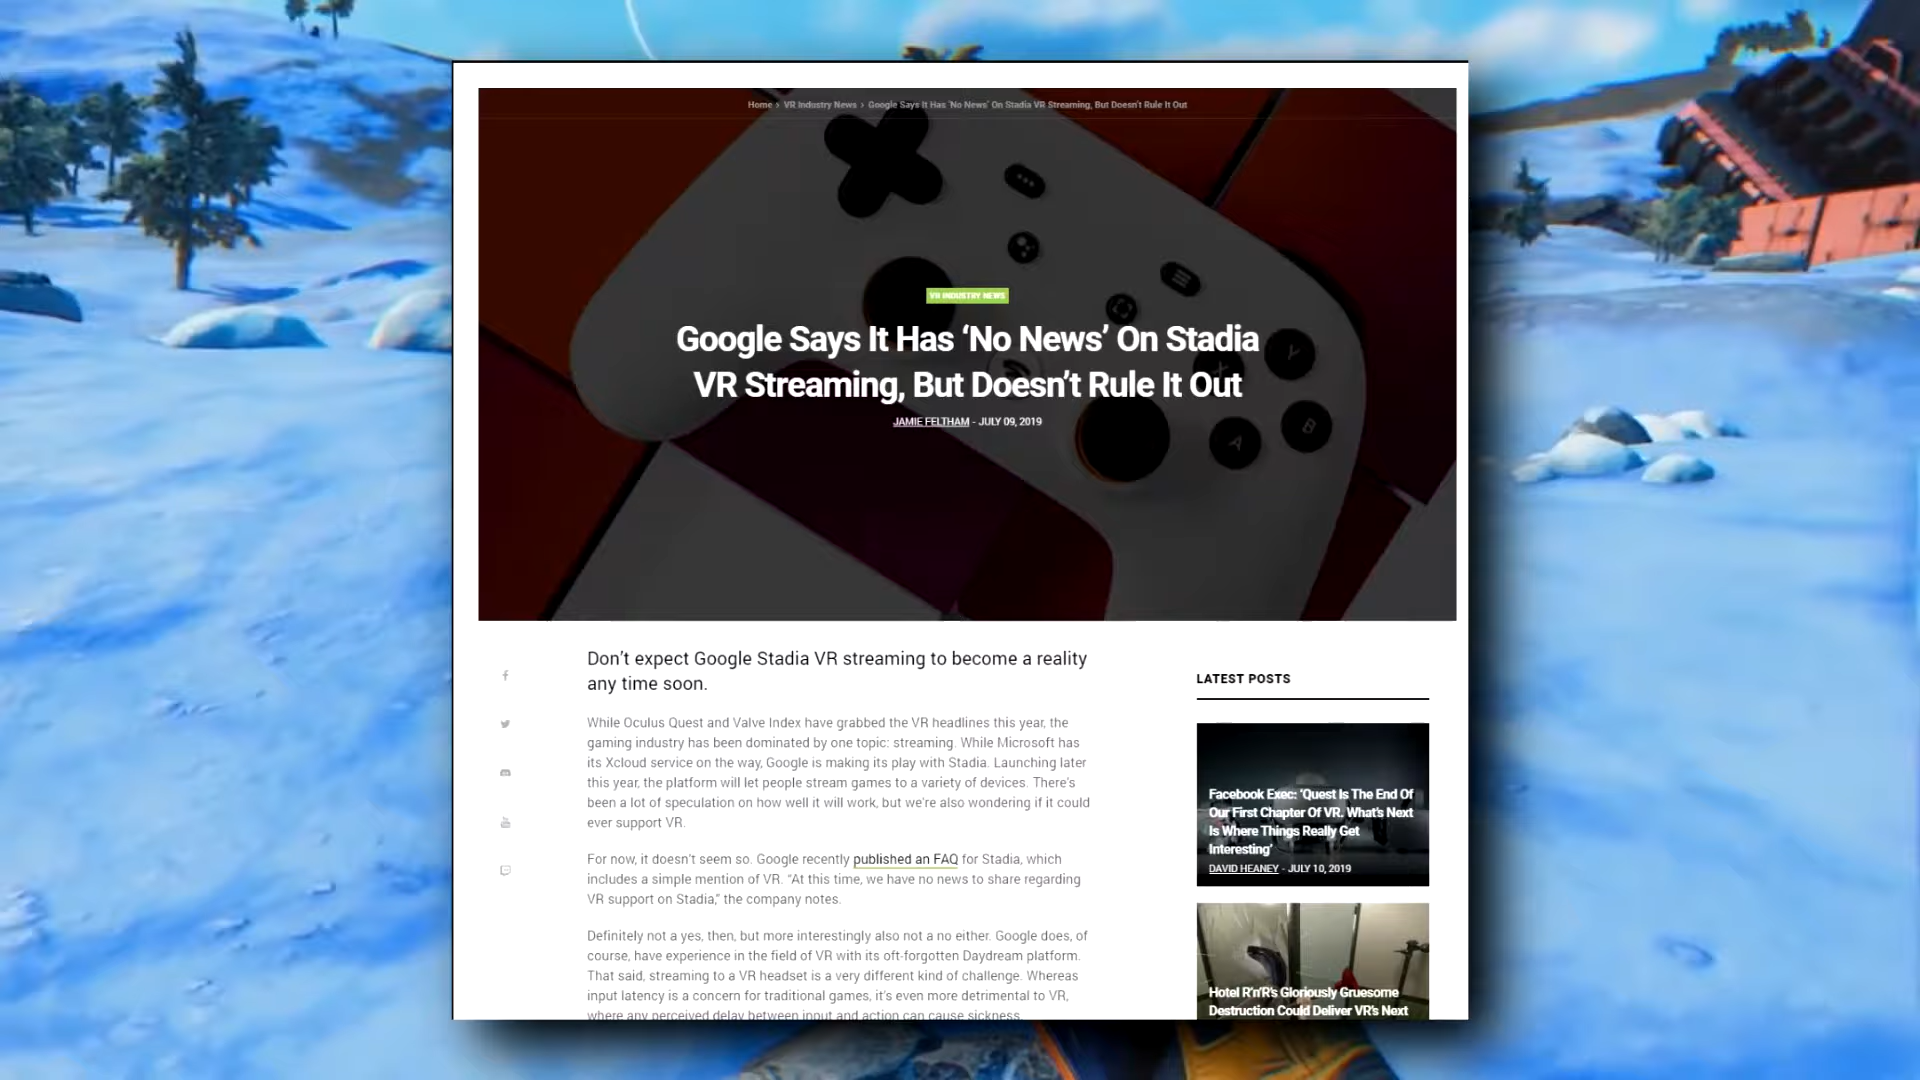 Home › VR Industry News › Google Says It Has ‘No News’ On Stadia VR Streaming, But Doesn’t Rule It Out
VR INDUSTRY NEWS
Google Says It Has ‘No News’ On Stadia
VR Streaming, But Doesn’t Rule It Out
JAMIE FELTHAM - JULY 09, 2019
Y
X
B
A
Don’t expect Google Stadia VR streaming to become a reality
any time soon.
While Oculus Quest and Valve Index have grabbed the VR headlines this year, the
gaming industry has been dominated by one topic: streaming. While Microsoft has
its Xcloud service on the way, Google is making its play with Stadia. Launching later
this year, the platform will let people stream games to a variety of devices. There’s
been a lot of speculation on how well it will work, but we’re also wondering if it could
ever support VR.
For now, it doesn’t seem so. Google recently published an FAQ for Stadia, which
includes a simple mention of VR. “At this time, we have no news to share regarding
VR support on Stadia,” the company notes.
Definitely not a yes, then, but more interestingly also not a no either. Google does, of
course, have experience in the field of VR with its oft-forgotten Daydream platform.
That said, streaming to a VR headset is a very different kind of challenge. Whereas
input latency is a concern for traditional games, it’s even more detrimental to VR,
where any perceived delay between input and action can cause sickness.
LATEST POSTS
Facebook Exec: ‘Quest Is The End Of
Our First Chapter Of VR. What’s Next
Is Where Things Really Get
Interesting’
DAVID HEANEY - JULY 10, 2019
Hotel R’n’R’s Gloriously Gruesome
Destruction Could Deliver VR’s Next